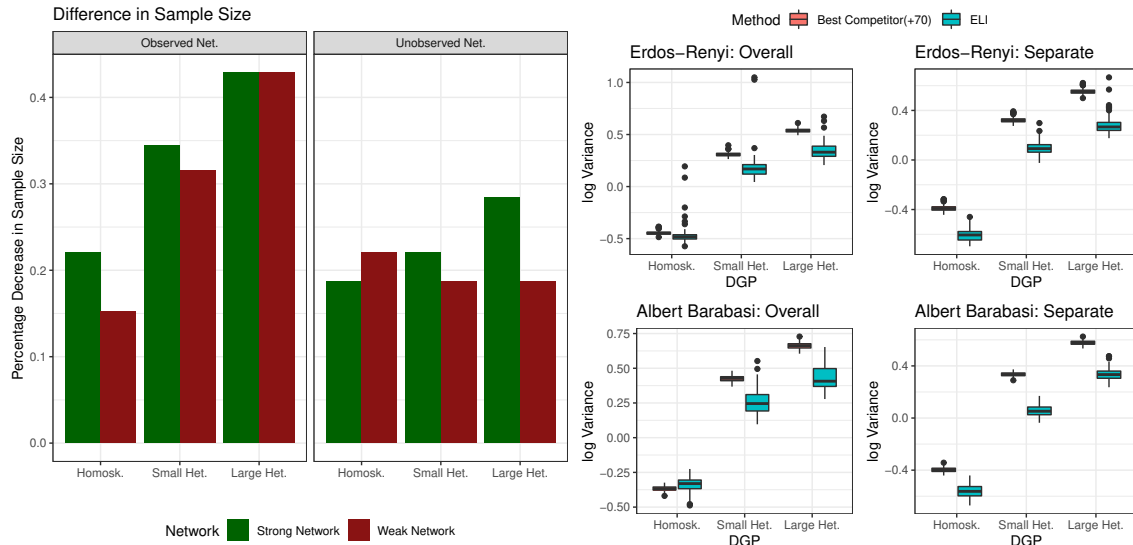 Difference in Sample Size
Observed Net.
Unobserved Net.
Percentage Decrease in Sample Size
0.4
0.3
0.2
0.1
0.0
Homosk.
Small Het.
Large Het.
Homosk.
Small Het.
Large Het.
Network
Strong Network
Weak Network
Method
Best Competitor(+70)
ELI
Erdos−Renyi: Overall
log Variance
1.0
0.5
0.0
−0.5
Homosk.
Small Het.
Large Het.
DGP
Erdos−Renyi: Separate
log Variance
0.4
0.0
−0.4
Homosk.
Small Het.
Large Het.
DGP
Albert Barabasi: Overall
log Variance
0.75
0.50
0.25
0.00
−0.25
−0.50
Homosk.
Small Het.
Large Het.
DGP
Albert Barabasi: Separate
log Variance
0.4
0.0
−0.4
Homosk.
Small Het.
Large Het.
DGP